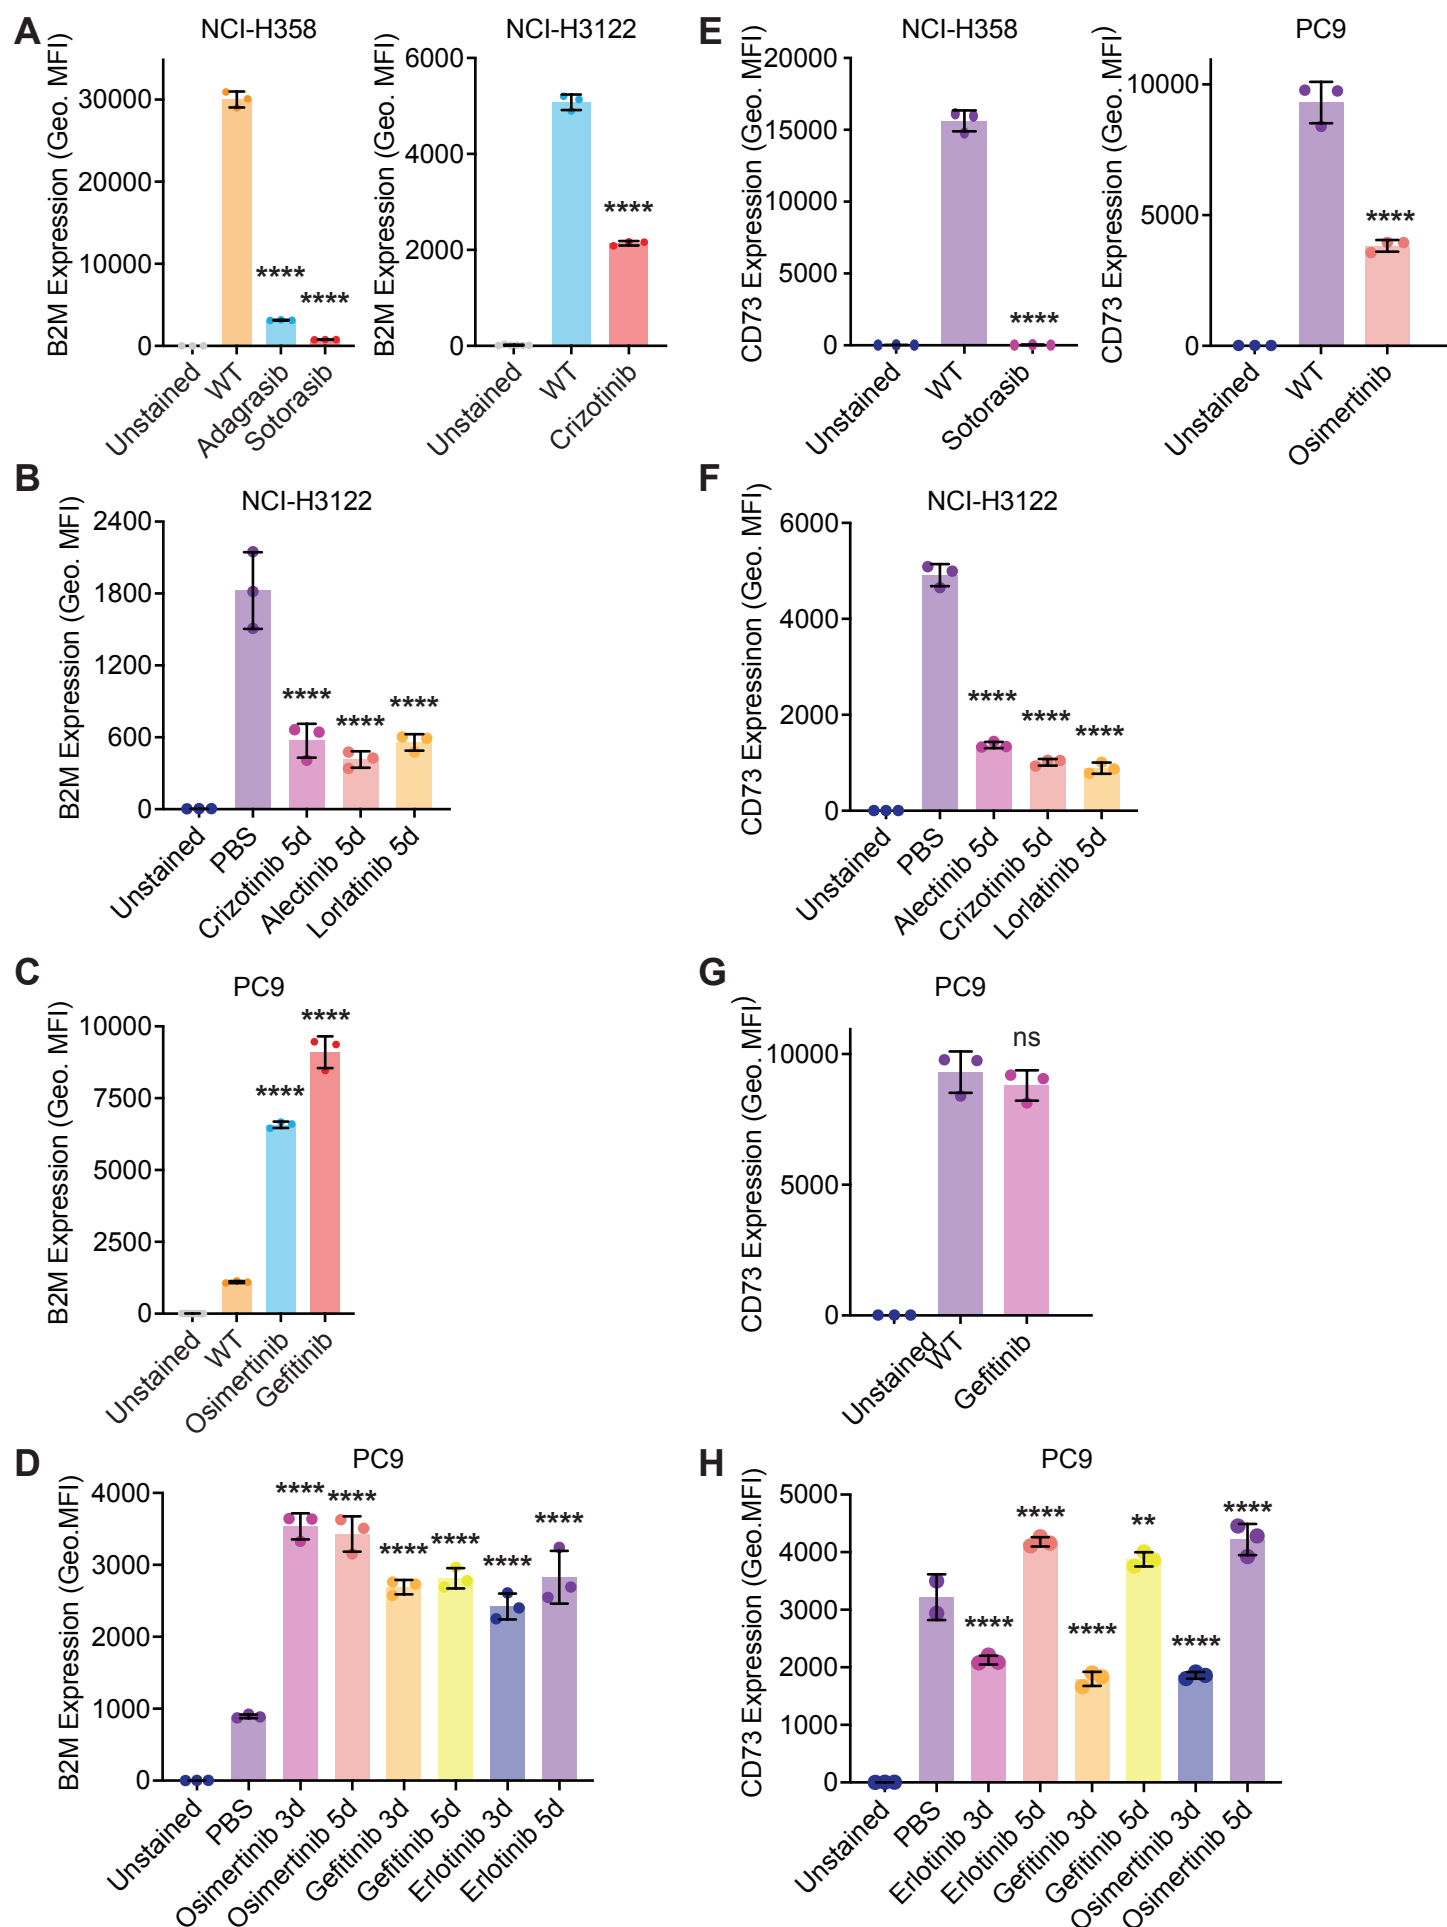 A
NCI-H358
B2M Expression (Geo. MFI)
30000
20000
10000
0
****
****
Unstained
WT
Adagrasib
Sotorasib
NCI-H3122
B2M Expression (Geo. MFI)
6000
4000
2000
0
****
Unstained
WT
Crizotinib
E
NCI-H358
CD73 Expression (Geo. MFI)
20000
15000
10000
5000
0
****
Unstained
WT
Sotorasib
PC9
CD73 Expression (Geo. MFI)
10000
5000
0
****
Unstained
WT
Osimertinib
B
NCI-H3122
B2M Expression (Geo. MFI)
2400
1800
1200
600
0
****
****
****
Unstained
PBS
Crizotinib 5d
Alectinib 5d
Lorlatinib 5d
F
NCI-H3122
CD73 Expressinon (Geo. MFI)
6000
4000
2000
0
****
****
****
Unstained
PBS
Alectinib 5d
Crizotinib 5d
Lorlatinib 5d
C
PC9
B2M Expression (Geo. MFI)
10000
7500
5000
2500
0
****
****
Unstained
WT
Osimertinib
Gefitinib
G
PC9
CD73 Expression (Geo. MFI)
10000
5000
0
ns
Unstained
WT
Gefitinib
D
PC9
B2M Expression (Geo.MFI)
4000
3000
2000
1000
0
****
****
****
****
****
****
Unstained
PBS
Osimertinib 3d
Osimertinib 5d
Gefitinib 3d
Gefitinib 5d
Erlotinib 3d
Erlotinib 5d
H
PC9
CD73 Expression (Geo.MFI)
5000
4000
3000
2000
1000
0
****
****
****
**
****
****
Unstained
PBS
Erlotinib 3d
Erlotinib 5d
Gefitinib 3d
Gefitinib 5d
Osimertinib 3d
Osimertinib 5d